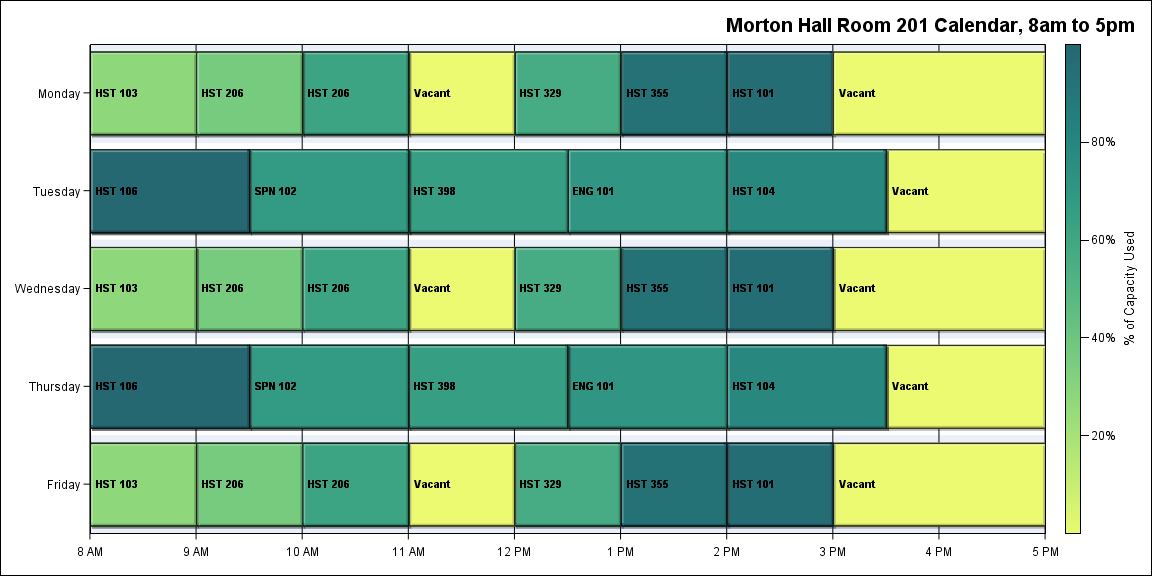 Morton Hall Room 201 Calendar, 8am to 5pm
Monday
HST 103
HST 206
HST 206
Vacant
HST 329
HST 355
HST 101
Vacant
Tuesday
HST 106
SPN 102
HST 398
ENG 101
HST 104
Vacant
Wednesday
HST 103
HST 206
HST 206
Vacant
HST 329
HST 355
HST 101
Vacant
Thursday
HST 106
SPN 102
HST 398
ENG 101
HST 104
Vacant
Friday
HST 103
HST 206
HST 206
Vacant
HST 329
HST 355
HST 101
Vacant
8 AM
9 AM
10 AM
11 AM
12 PM
1 PM
2 PM
3 PM
4 PM
5 PM
80%
60%
40%
20%
% of Capacity Used